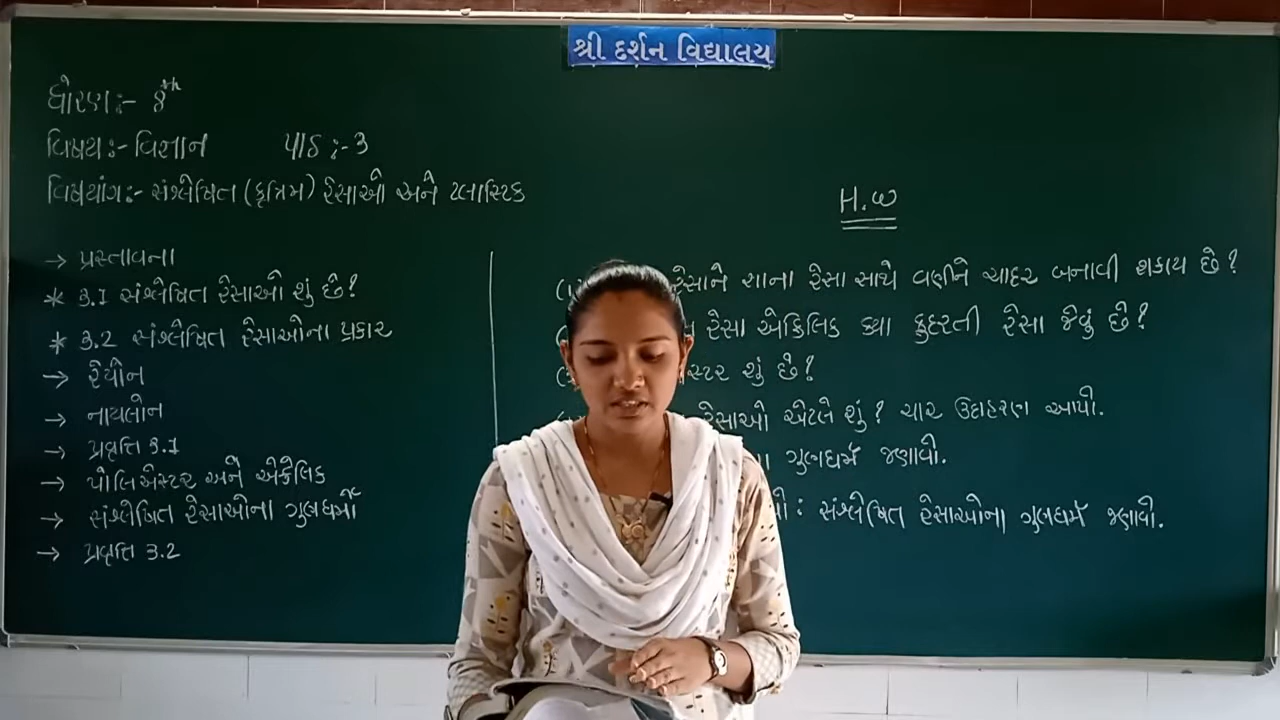 શ્રી દર્શન વિદ્યાલય
ધોરણ:- 8th
વિષય:- વિજ્ઞાન પાઠ :- 3
વિષયાંગ:- સંશ્લેષિત (કૃત્રિમ) રેસાઓ અને પ્લાસ્ટિક
→ પ્રસ્તાવના
* 3.1 સંશ્લેષિત રેસાઓ શું છે?
* 3.2 સંશ્લેષિત રેસાઓના પ્રકાર
→ રેયોન
→ નાયલોન
→ પ્રવૃત્તિ 3.1
→ પોલિએસ્ટર અને એક્રેલિક
→ સંશ્લેષિત રેસાઓના ગુણધર્મો
→ પ્રવૃત્તિ 3.2
H.W
રેસાને શાના રેસા સાથે વણીને ચાદર બનાવી શકાય છે?
રેસા એક્રિલિક ક્યા કુદરતી રેસા જેવું છે?
સ્ટર શું છે?
રેસાઓ એટલે શું? ચાર ઉદાહરણ આપો.
ગુણધર્મ જણાવો.
: સંશ્લેષિત રેસાઓના ગુણધર્મ જણાવો.